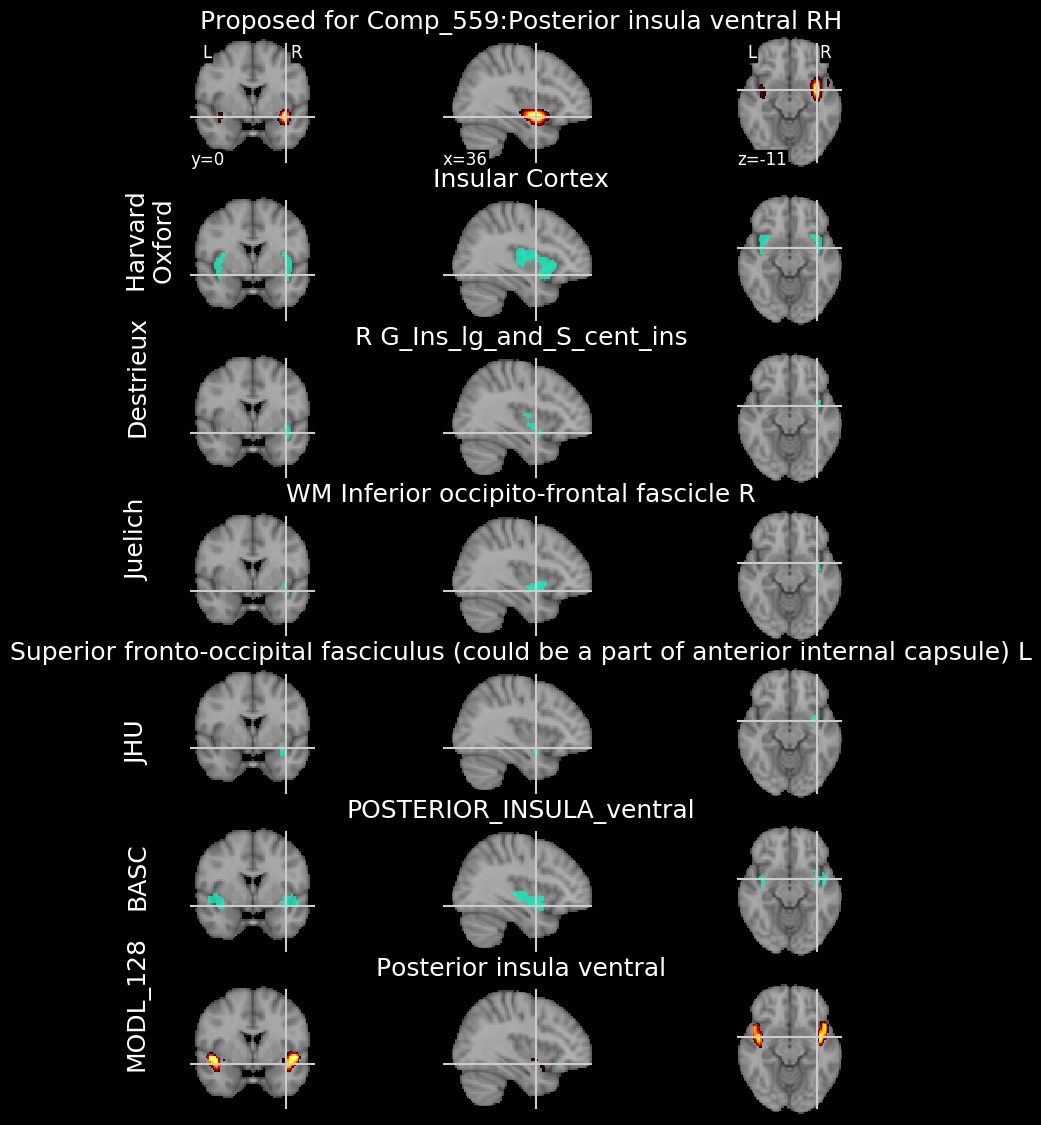 Proposed for Comp_559:Posterior insula ventral RH
L R
L R
y=0
x=36
z=-11
Insular Cortex
Harvard
Oxford
R G_Ins_lg_and_S_cent_ins
Destrieux
WM Inferior occipito-frontal fascicle R
Juelich
Superior fronto-occipital fasciculus (could be a part of anterior internal capsule) L
JHU
POSTERIOR_INSULA_ventral
BASC
Posterior insula ventral
MODL_128